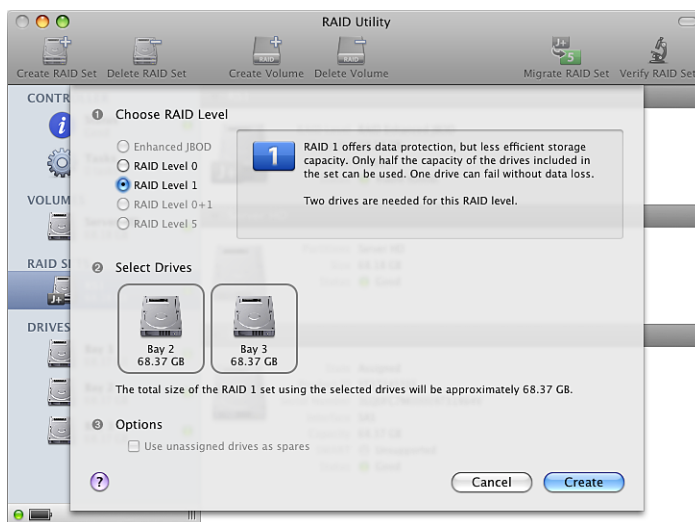 RAID Utility
Create RAID Set Delete RAID Set Create Volume Delete Volume Migrate RAID Set Verify RAID Set
CONTR
VOLUM
RAID S
DRIVES
1 Choose RAID Level
Enhanced JBOD
RAID Level 0
RAID Level 1
RAID Level 0+1
RAID Level 5
1
RAID 1 offers data protection, but less efficient storage
capacity. Only half the capacity of the drives included in
the set can be used. One drive can fail without data loss.
Two drives are needed for this RAID level.
2 Select Drives
Bay 2
68.37 GB
Bay 3
68.37 GB
The total size of the RAID 1 set using the selected drives will be approximately 68.37 GB.
3 Options
Use unassigned drives as spares
?
Cancel
Create